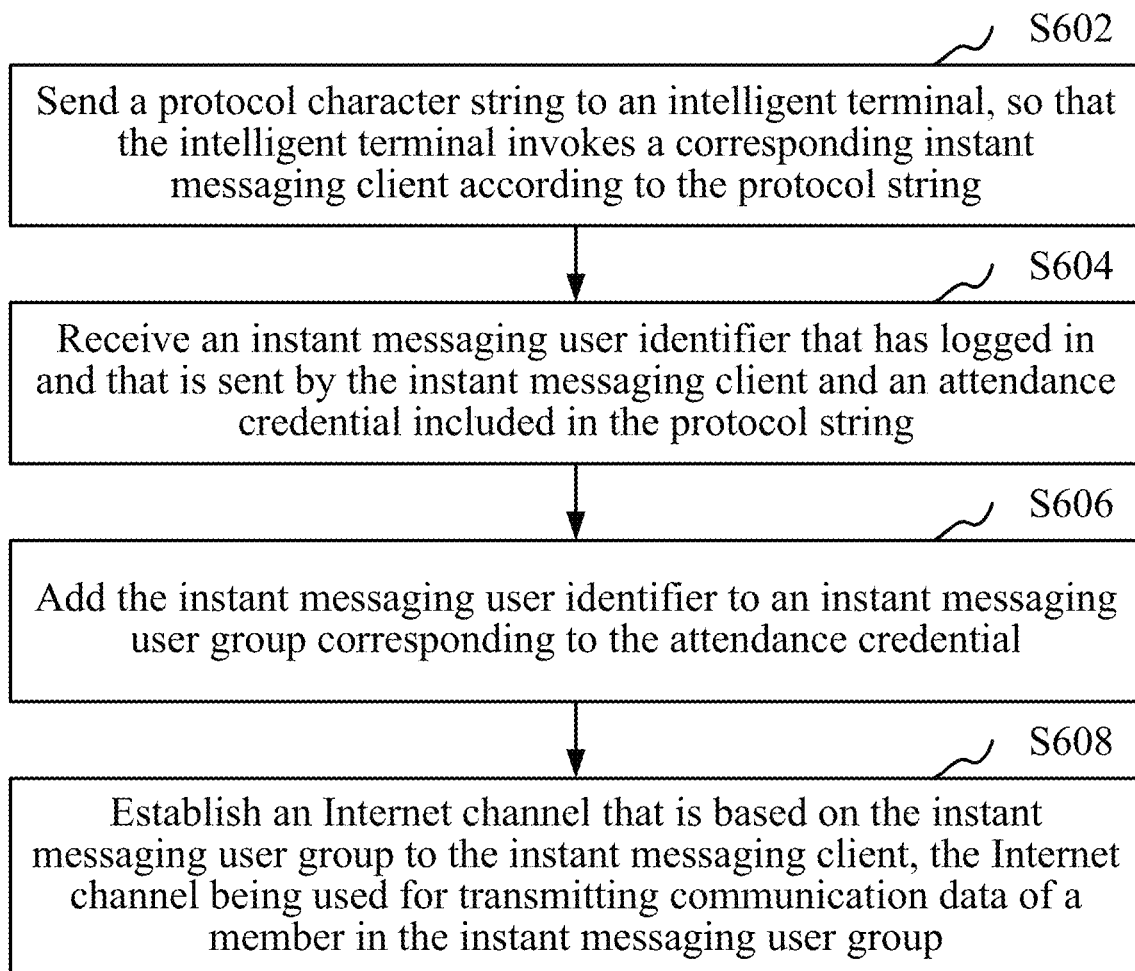 S602
Send a protocol character string to an intelligent terminal, so that
the intelligent terminal invokes a corresponding instant
messaging client according to the protocol string
S604
Receive an instant messaging user identifier that has logged in
and that is sent by the instant messaging client and an attendance
credential included in the protocol string
S606
Add the instant messaging user identifier to an instant messaging
user group corresponding to the attendance credential
S608
Establish an Internet channel that is based on the instant
messaging user group to the instant messaging client, the Internet
channel being used for transmitting communication data of a
member in the instant messaging user group